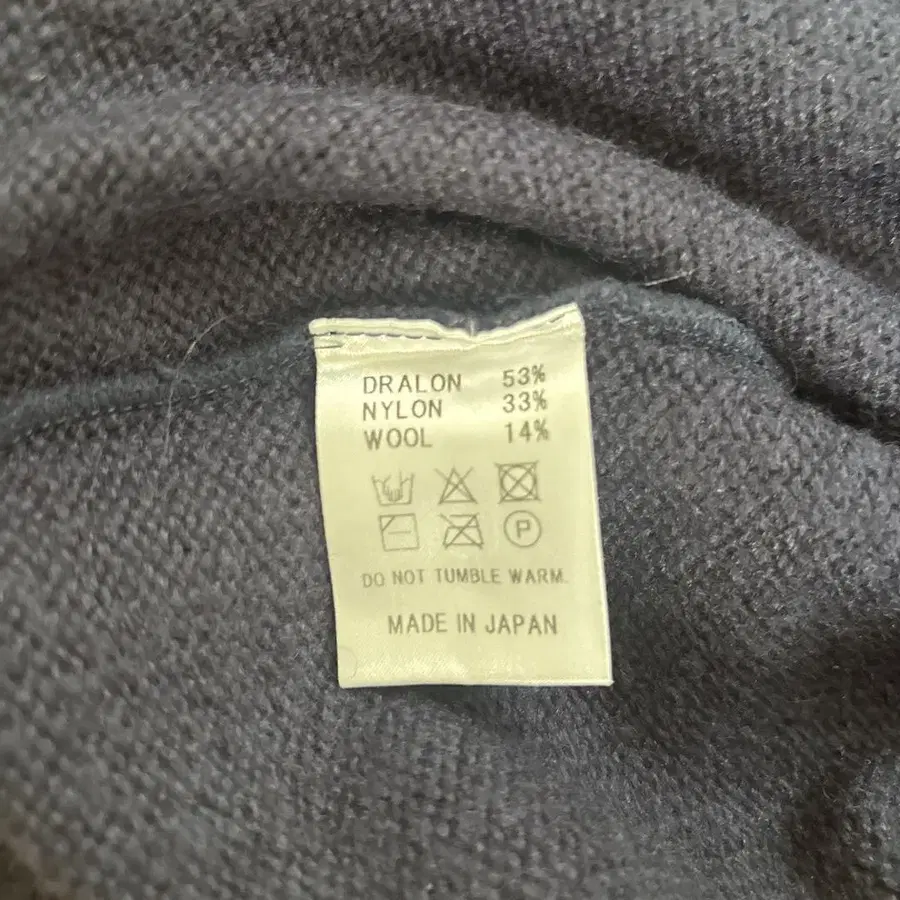 DRALON 53%
NYLON 33%
WOOL 14%
P
DO NOT TUMBLE WARM.
MADE IN JAPAN